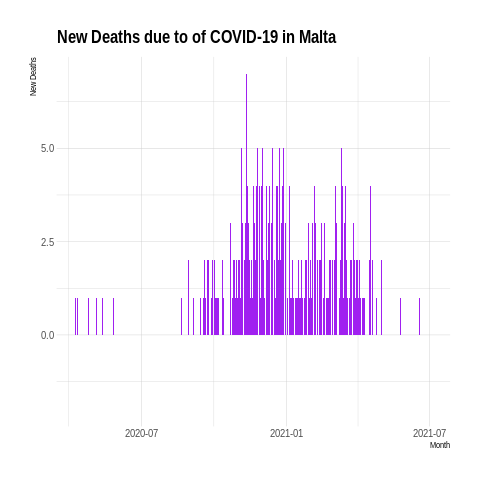 New Deaths due to of COVID-19 in Malta
New Deaths
5.0
2.5
0.0
2020-07
2021-01
2021-07
Month